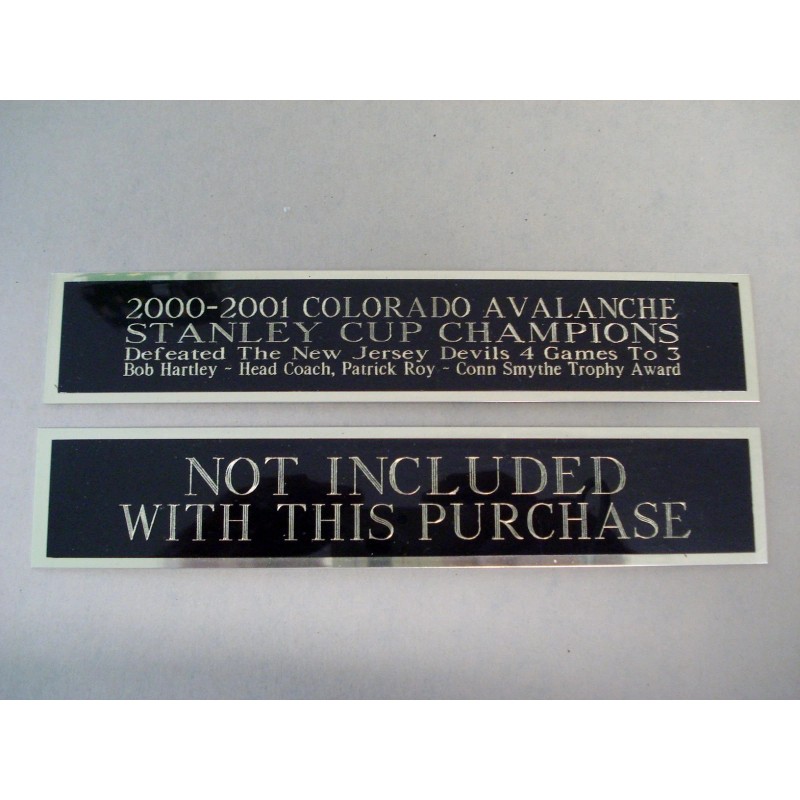 2000-2001 COLORADO AVALANCHE
STANLEY CUP CHAMPIONS
Defeated The New Jersey Devils 4 Games To 3
Bob Hartley - Head Coach, Patrick Roy - Conn Smythe Trophy Award
NOT INCLUDED
WITH THIS PURCHASE